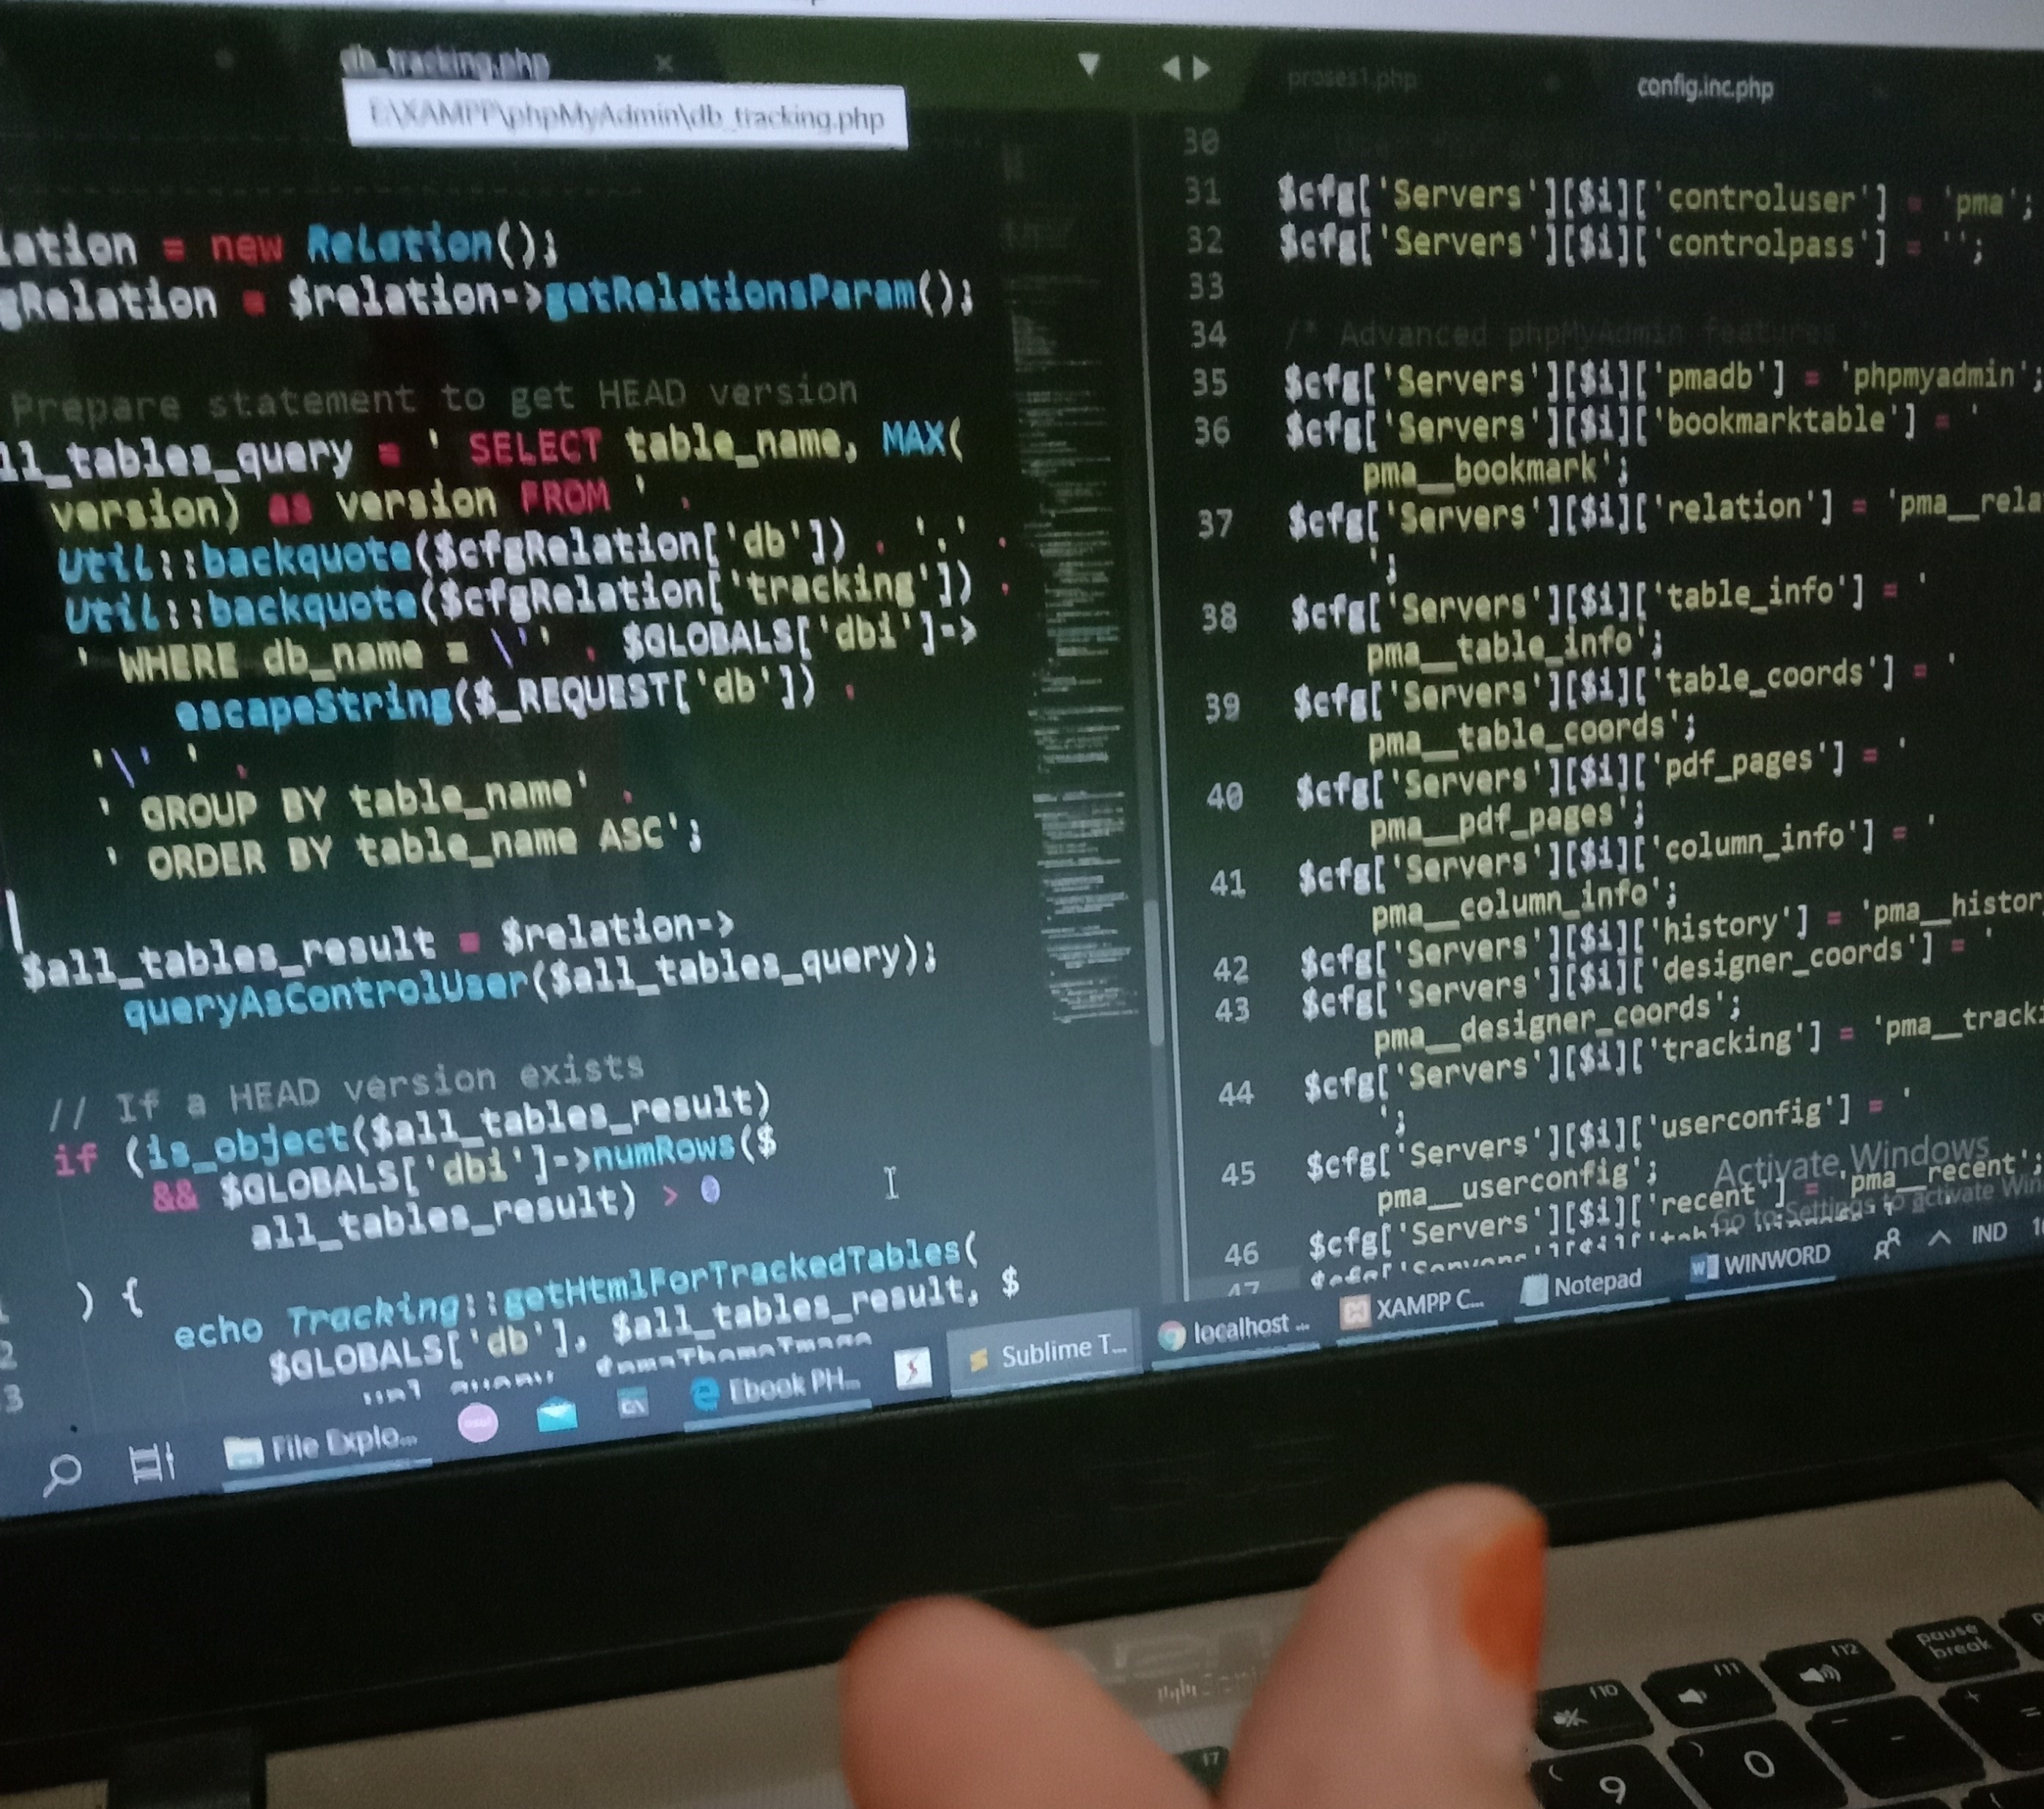 db_tracking.php
E:\XAMPP\phpMyAdmin\db_tracking.php
lation = new Relation();
gRelation = $relation->getRelationsParam();
Prepare statement to get HEAD version
ll_tables_query = ' SELECT table_name, MAX(
version) as version FROM ' .
Util::backquote($cfgRelation['db']) . '.' .
Util::backquote($cfgRelation['tracking']) .
' WHERE db_name = \'' . $GLOBALS['dbi']->
escapeString($_REQUEST['db']) .
'\' ' .
' GROUP BY table_name' .
' ORDER BY table_name ASC';
$all_tables_result = $relation->
queryAsControlUser($all_tables_query);
// If a HEAD version exists
if (is_object($all_tables_result)
&& $GLOBALS['dbi']->numRows($
all_tables_result) > 0
) {
2
echo Tracking::getHtmlForTrackedTables(
3
$GLOBALS['db'], $all_tables_result, $
proses1.php
config.inc.php
30
31 $cfg['Servers'][$i]['controluser'] = 'pma';
32 $cfg['Servers'][$i]['controlpass'] = '';
33
34 /* Advanced phpMyAdmin features
35 $cfg['Servers'][$i]['pmadb'] = 'phpmyadmin';
36 $cfg['Servers'][$i]['bookmarktable'] = '
pma__bookmark';
37 $cfg['Servers'][$i]['relation'] = 'pma__rela
';
38 $cfg['Servers'][$i]['table_info'] = '
pma__table_info';
39 $cfg['Servers'][$i]['table_coords'] = '
pma__table_coords';
40 $cfg['Servers'][$i]['pdf_pages'] = '
pma__pdf_pages';
41 $cfg['Servers'][$i]['column_info'] = '
pma__column_info';
42 $cfg['Servers'][$i]['history'] = 'pma__histor
43 $cfg['Servers'][$i]['designer_coords'] = '
pma__designer_coords';
44 $cfg['Servers'][$i]['tracking'] = 'pma__track
';
45 $cfg['Servers'][$i]['userconfig'] = '
pma__userconfig';
46 $cfg['Servers'][$i]['recent'] = 'pma__recent';
47
Activate Windows
Go to Settings to activate Win
File Explo...
Ebook PH...
Sublime T...
localhost ...
XAMPP C...
Notepad
WINWORD
IND
f7
f10
f11
f12
pause
break
( 9
) 0
_ -
+ =